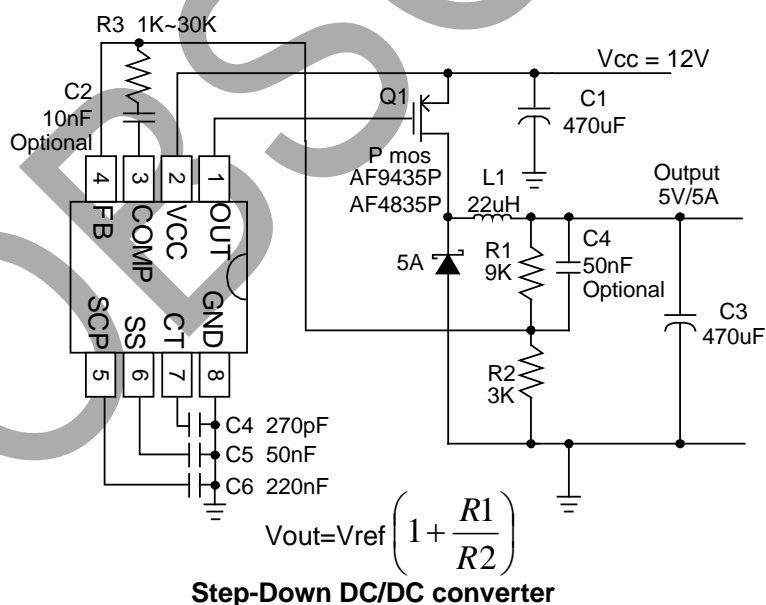 R3 1K~30K
Vcc = 12V
C2
10nF
Optional
Q1
C1
470uF
P mos
AF9435P
AF4835P
L1
22uH
Output
5V/5A
4
3
2
1
FB
COMP
VCC
OUT
5A
R1
9K
C4
50nF
Optional
SCP
SS
CT
GND
C3
470uF
5
6
7
8
R2
3K
C4 270pF
C5 50nF
C6 220nF
Vout=Vref(1+R1/R2)
Step-Down DC/DC converter